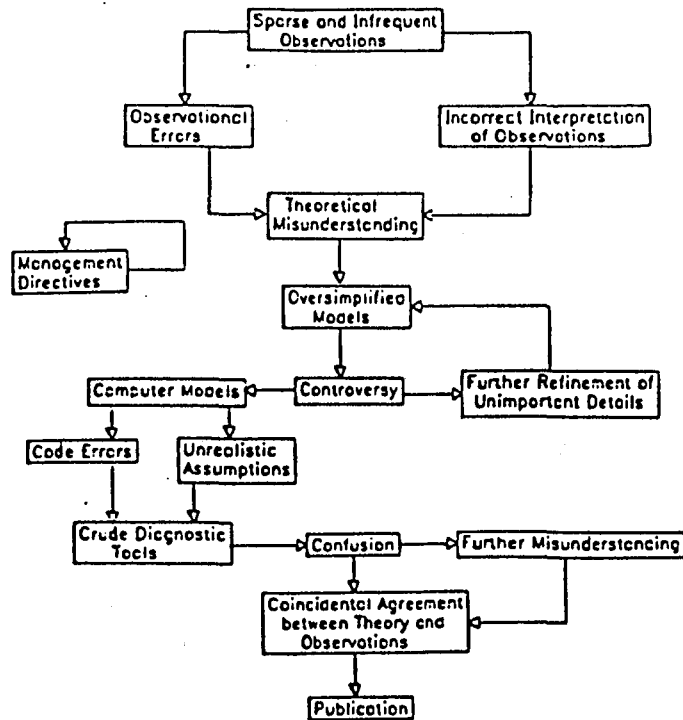 Sparse and Infrequent
Observations
Observational
Errors
Incorrect Interpretation
of Observations
Theoretical
Misunderstanding
Management
Directives
Oversimplified
Models
Computer Models
Controversy
Further Refinement of
Unimportant Details
Code Errors
Unrealistic
Assumptions
Crude Diagnostic
Tools
Confusion
Further Misunderstanding
Coincidental Agreement
between Theory and
Observations
Publication